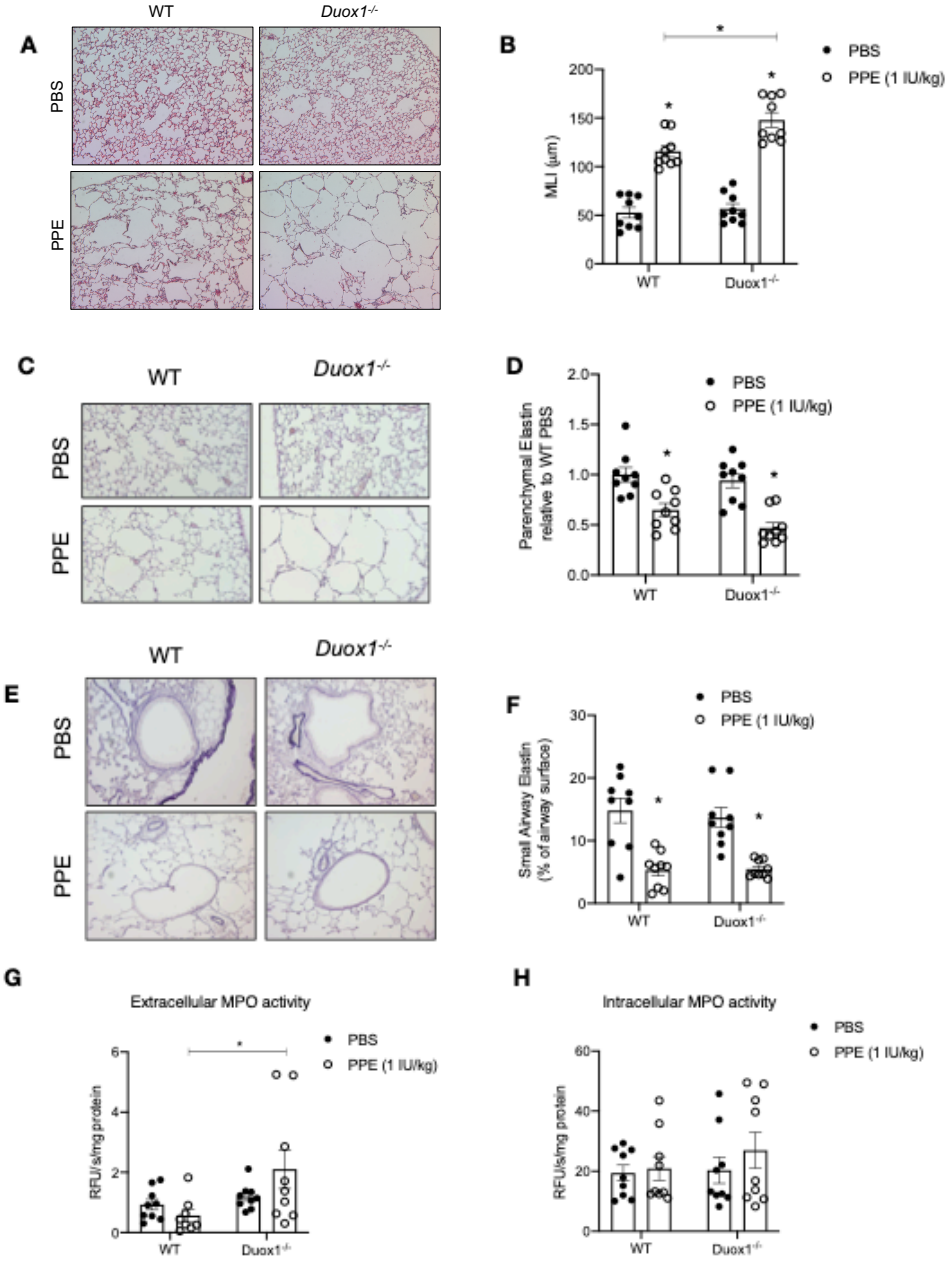 WT
Duox1-/-
A
PBS
PPE
B
*
PBS
PPE (1 IU/kg)
200
150
100
50
0
MLI (μm)
*
*
WT
Duox1-/-
C
WT
Duox1-/-
PBS
PPE
D
PBS
PPE (1 IU/kg)
2.0
1.5
1.0
0.5
0.0
Parenchymal Elastin
relative to WT PBS
*
*
WT
Duox1-/-
E
WT
Duox1-/-
PBS
PPE
F
PBS
PPE (1 IU/kg)
30
20
10
0
Small Airway Elastin
(% of airway surface)
*
*
WT
Duox1-/-
G
Extracellular MPO activity
PBS
PPE (1 IU/kg)
*
6
4
2
0
RFU/s/mg protein
WT
Duox1-/-
H
Intracellular MPO activity
PBS
PPE (1 IU/kg)
60
40
20
0
RFU/s/mg protein
WT
Duox1-/-